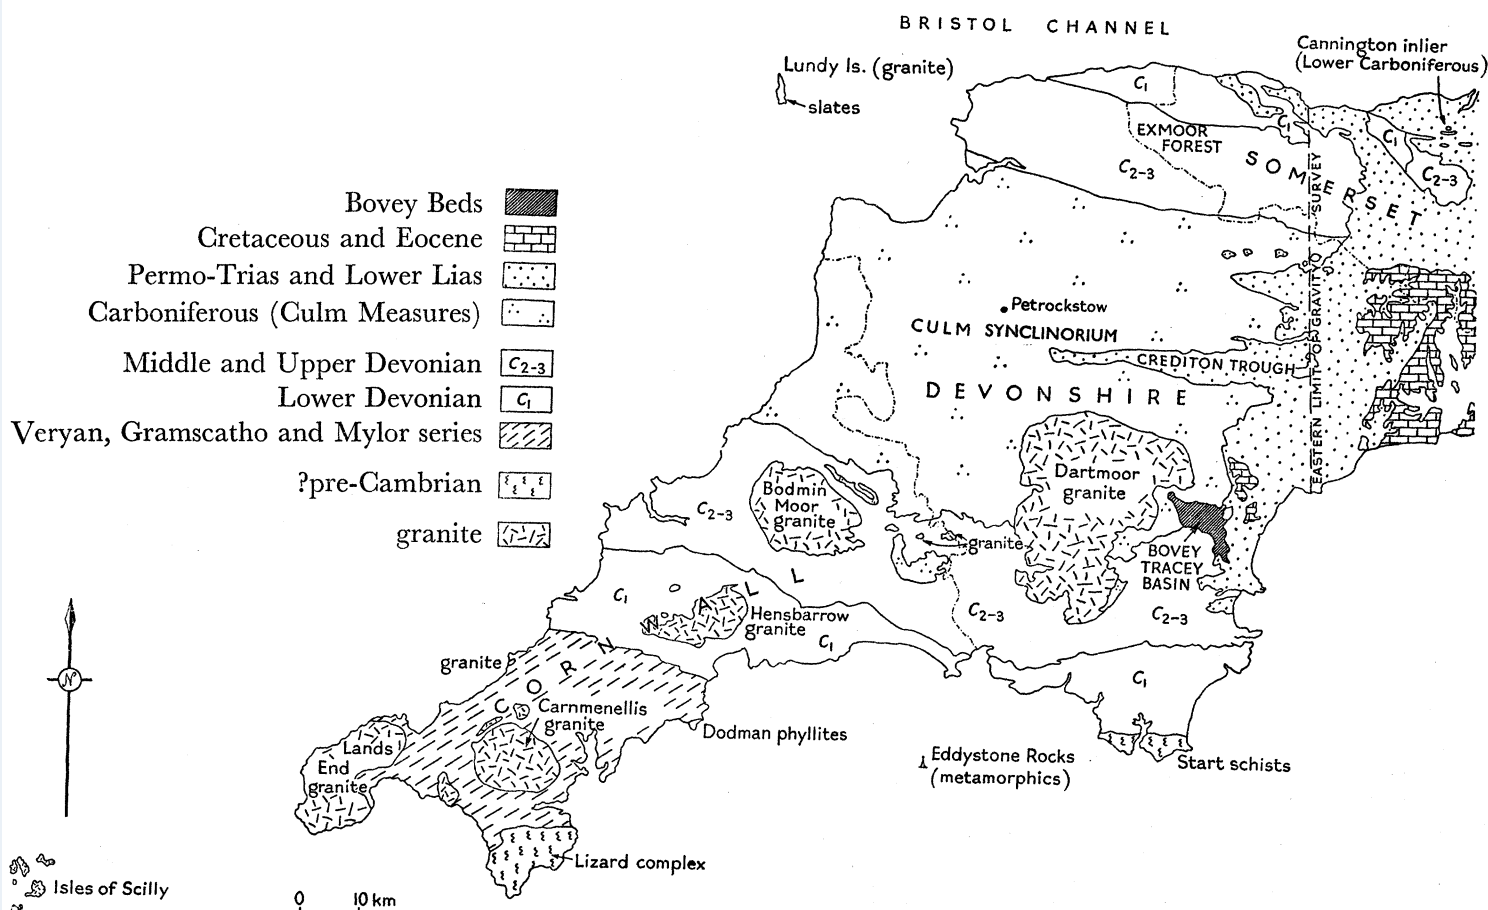 BRISTOL CHANNEL
Cannington inlier
(Lower Carboniferous)
Lundy Is. (granite)
slates
C1
C1
C1
EXMOOR
FOREST
SOMERSET
C2-3
C2-3
EASTERN LIMIT OF GRAVITY SURVEY
Bovey Beds
Cretaceous and Eocene
Permo-Trias and Lower Lias
Carboniferous (Culm Measures)
Middle and Upper Devonian C2-3
Lower Devonian C1
Veryan, Gramscatho and Mylor series
?pre-Cambrian
granite
Petrockstow
CULM SYNCLINORIUM
CREDITON TROUGH
DEVONSHIRE
Dartmoor
granite
Bodmin
Moor
granite
C2-3
granite
BOVEY
TRACEY
BASIN
C2-3
C2-3
C1
CORNWALL
Hensbarrow
granite
C1
granite
C1
Carnmenellis
granite
Dodman phyllites
Lands
End
granite
Eddystone Rocks
(metamorphics)
Start schists
Lizard complex
Isles of Scilly
N
0 10 km